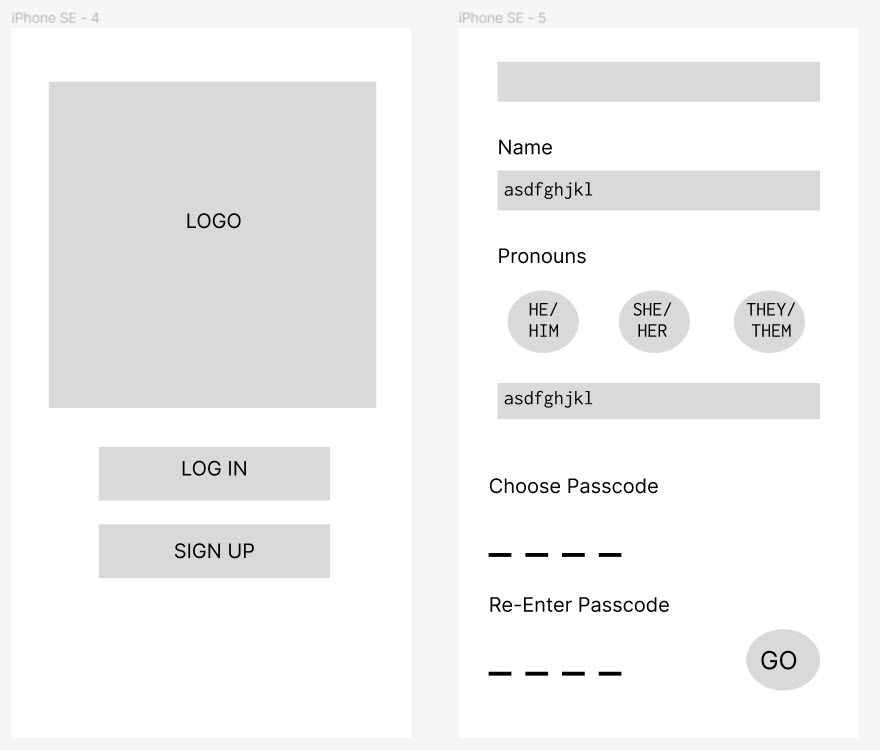 iPhone SE - 4
LOGO
LOG IN
SIGN UP
iPhone SE - 5
Name
asdfghjkl
Pronouns
HE/
HIM
SHE/
HER
THEY/
THEM
asdfghjkl
Choose Passcode
Re-Enter Passcode
GO